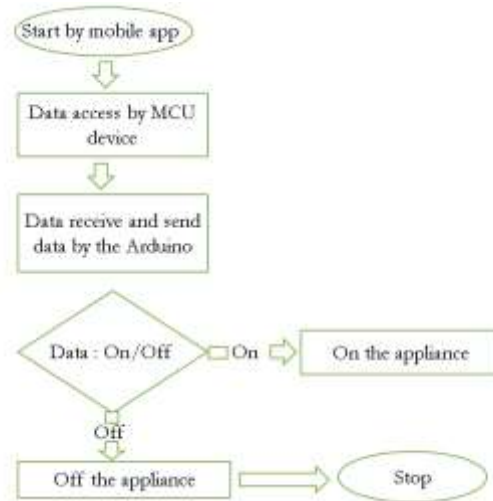 Start by mobile app
Data access by MCU
device
Data receive and send
data by the Arduino
Data : On/Off
On
On the appliance
Off
Off the appliance
Stop